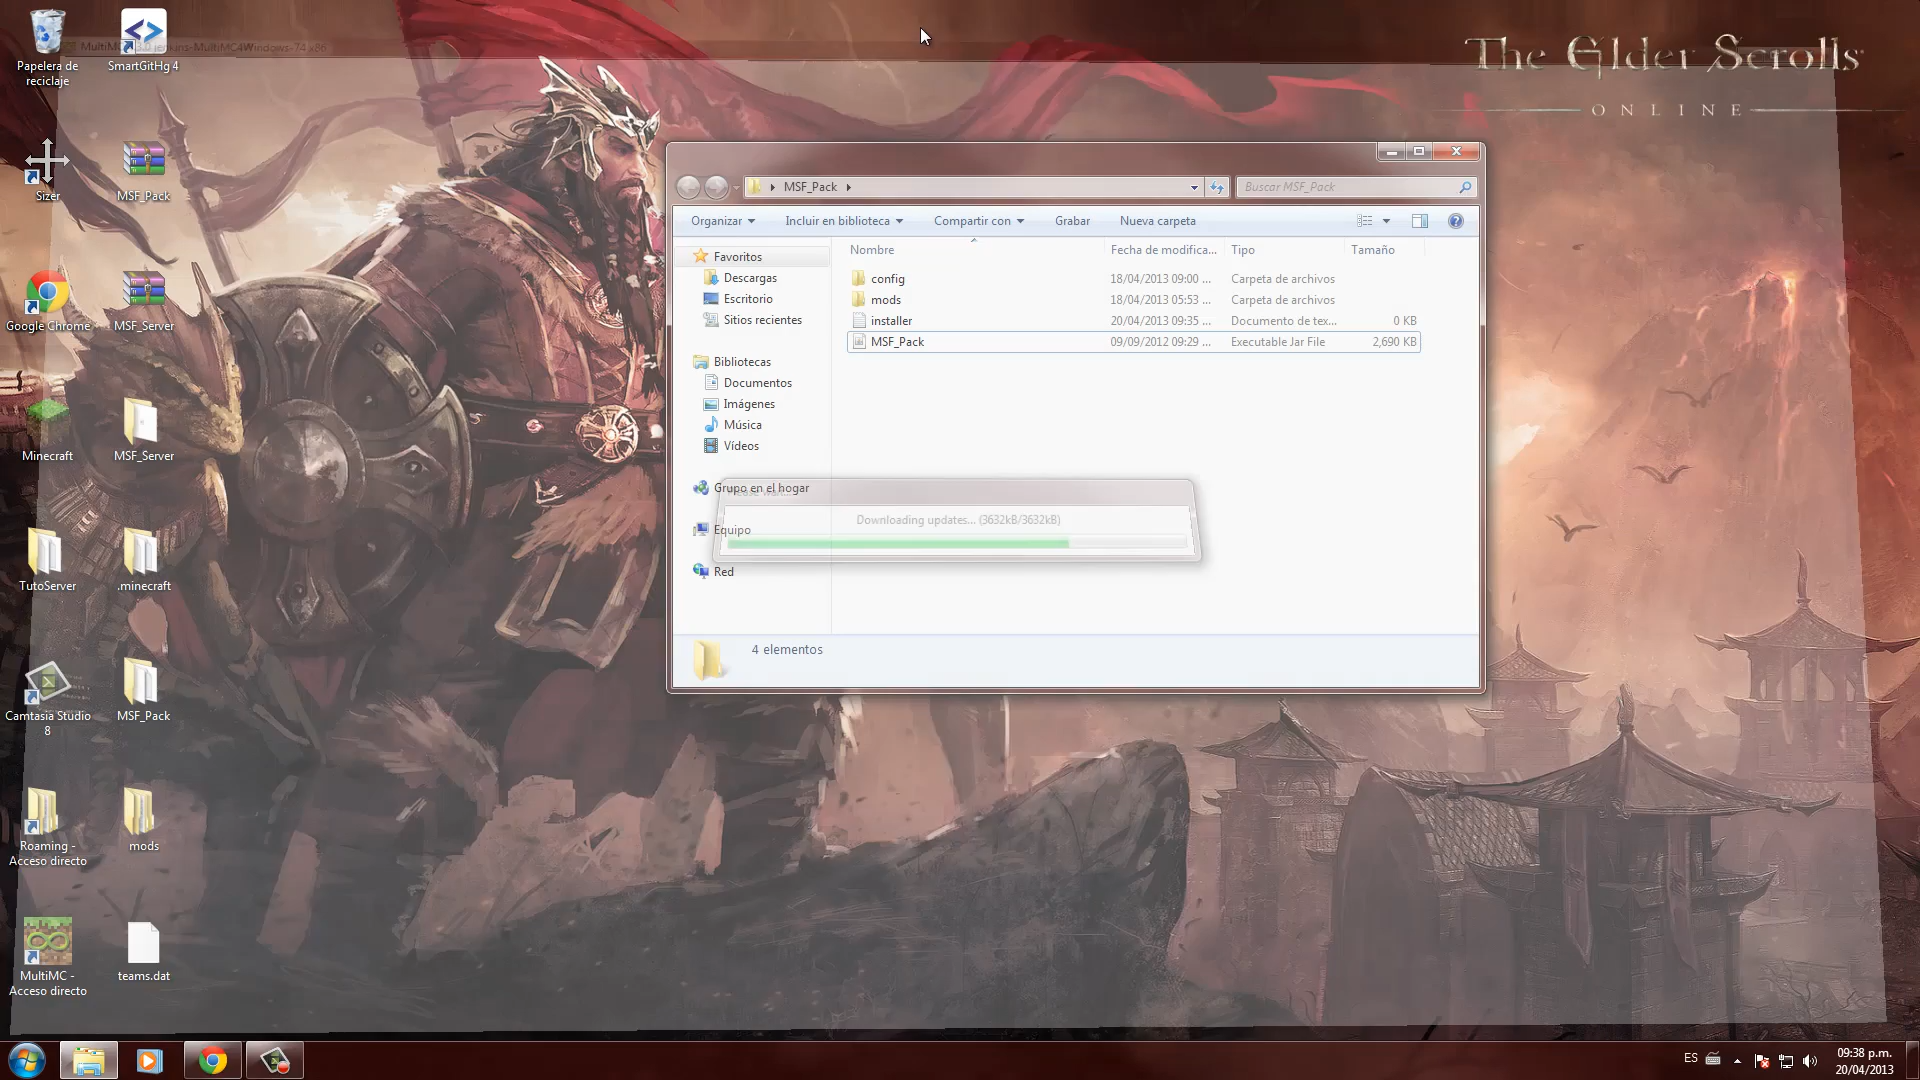 Papelera de
reciclaje
SmartGitHg 4
Sizer
MSF_Pack
Google Chrome
MSF_Server
Minecraft
MSF_Server
TutoServer
.minecraft
Camtasia Studio
8
MSF_Pack
Roaming -
Acceso directo
mods
MultiMC -
Acceso directo
teams.dat
The Elder Scrolls
ONLINE
MSF_Pack
Buscar MSF_Pack
Organizar
Incluir en biblioteca
Compartir con
Grabar
Nueva carpeta
Nombre
Fecha de modifica...
Tipo
Tamaño
Favoritos
Descargas
Escritorio
Sitios recientes
Bibliotecas
Documentos
Imágenes
Música
Vídeos
Grupo en el hogar
Equipo
Red
config 18/04/2013 09:00 ... Carpeta de archivos
mods 18/04/2013 05:53 ... Carpeta de archivos
installer 20/04/2013 09:35 ... Documento de tex... 0 KB
MSF_Pack 09/09/2012 09:29 ... Executable Jar File 2,690 KB
Downloading updates... (3632kB/3632kB)
4 elementos
ES
09:38 p.m.
20/04/2013